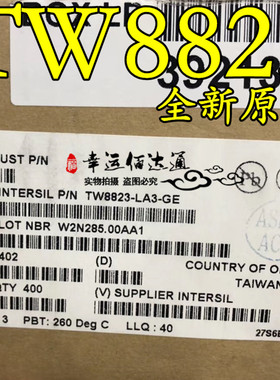 TW882
全新原
UST P/N
幸运佰达通
实物拍摄
盗图必究
INTERSIL P/N TW8823-LA3-GE
LOT NBR W2N285.00AA1
402
(D)
COUNTRY OF O
TAIWAN
QTY 400
(V) SUPPLIER INTERSIL
3 PBT: 260 Deg C LLQ : 40
27S6E